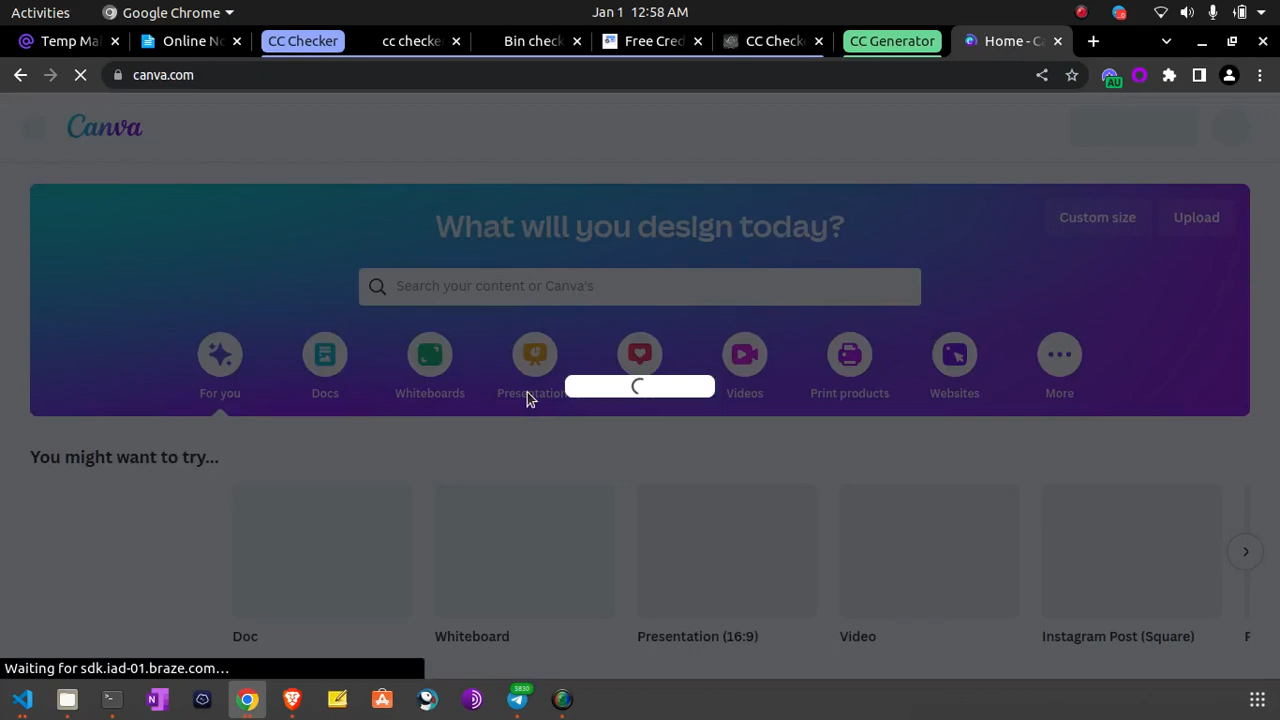 Activities
Google Chrome
Jan 1 12:58 AM
Temp Ma
Online No
CC Checker
cc checke
Bin check
Free Cred
CC Check
CC Generator
Home - C
canva.com
AU
Canva
What will you design today?
Custom size
Upload
Search your content or Canva's
For you
Docs
Whiteboards
Presentation
Videos
Print products
Websites
More
You might want to try...
Doc
Whiteboard
Presentation (16:9)
Video
Instagram Post (Square)
Waiting for sdk.iad-01.braze.com…
5830